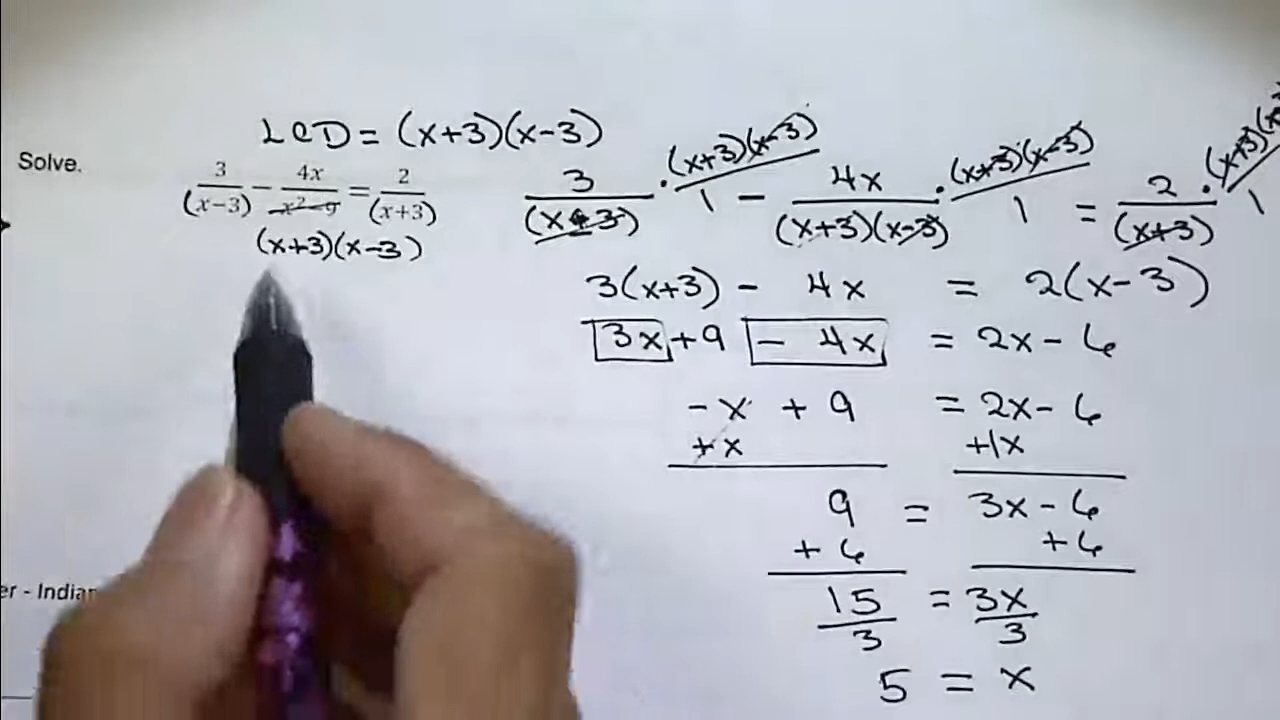 LCD = (x+3)(x-3)
Solve.
3/(x-3) - 4x/x²-9 = 2/(x+3)
(x+3)(x-3)
3/(x-3) · (x+3)(x-3)/1 - 4x/(x+3)(x-3) · (x+3)(x-3)/1 = 2/(x+3) · /1
3(x+3) - 4x = 2(x-3)
3x + 9 - 4x = 2x - 6
-x + 9 = 2x - 6
+x +1x
9 = 3x - 6
+ 6 + 6
15/3 = 3x/3
5 = x
er - Indian